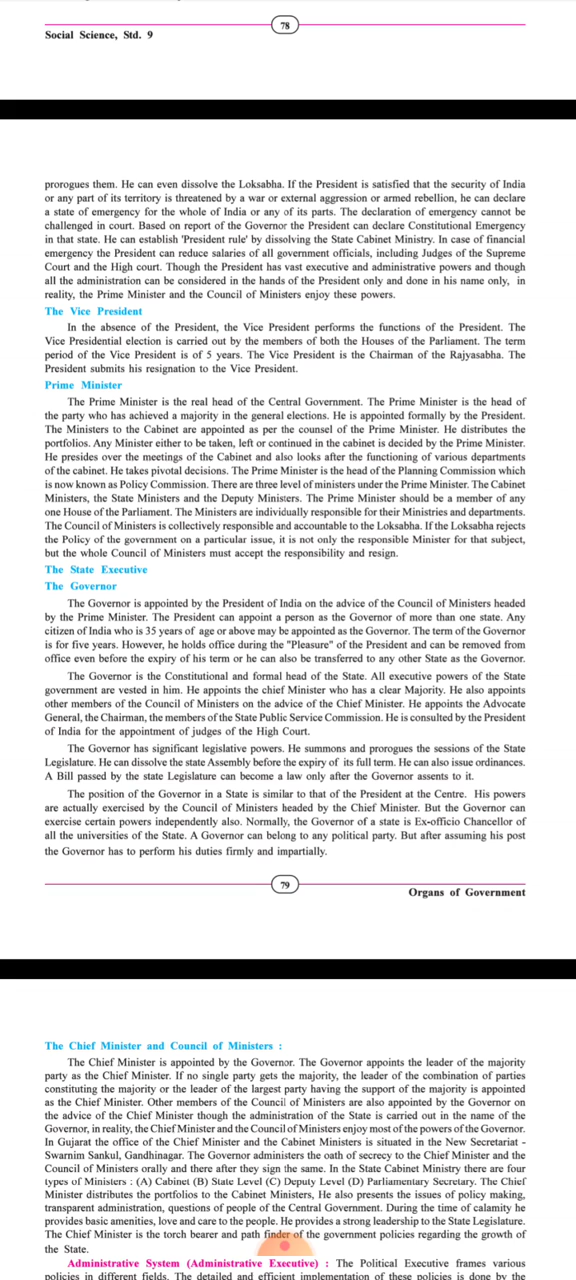 78
Social Science, Std. 9
prorogues them. He can even dissolve the Loksabha. If the President is satisfied that the security of India
or any part of its territory is threatened by a war or external aggression or armed rebellion, he can declare
a state of emergency for the whole of India or any of its parts. The declaration of emergency cannot be
challenged in court. Based on report of the Governor the President can declare Constitutional Emergency
in that state. He can establish 'President rule' by dissolving the State Cabinet Ministry. In case of financial
emergency the President can reduce salaries of all government officials, including Judges of the Supreme
Court and the High court. Though the President has vast executive and administrative powers and though
all the administration can be considered in the hands of the President only and done in his name only, in
reality, the Prime Minister and the Council of Ministers enjoy these powers.
The Vice President
In the absence of the President, the Vice President performs the functions of the President. The
Vice Presidential election is carried out by the members of both the Houses of the Parliament. The term
period of the Vice President is of 5 years. The Vice President is the Chairman of the Rajyasabha. The
President submits his resignation to the Vice President.
Prime Minister
The Prime Minister is the real head of the Central Government. The Prime Minister is the head of
the party who has achieved a majority in the general elections. He is appointed formally by the President.
The Ministers to the Cabinet are appointed as per the counsel of the Prime Minister. He distributes the
portfolios. Any Minister either to be taken, left or continued in the cabinet is decided by the Prime Minister.
He presides over the meetings of the Cabinet and also looks after the functioning of various departments
of the cabinet. He takes pivotal decisions. The Prime Minister is the head of the Planning Commission which
is now known as Policy Commission. There are three level of ministers under the Prime Minister. The Cabinet
Ministers, the State Ministers and the Deputy Ministers. The Prime Minister should be a member of any
one House of the Parliament. The Ministers are individually responsible for their Ministries and departments.
The Council of Ministers is collectively responsible and accountable to the Loksabha. If the Loksabha rejects
the Policy of the government on a particular issue, it is not only the responsible Minister for that subject,
but the whole Council of Ministers must accept the responsibility and resign.
The State Executive
The Governor
The Governor is appointed by the President of India on the advice of the Council of Ministers headed
by the Prime Minister. The President can appoint a person as the Governor of more than one state. Any
citizen of India who is 35 years of age or above may be appointed as the Governor. The term of the Governor
is for five years. However, he holds office during the "Pleasure" of the President and can be removed from
office even before the expiry of his term or he can also be transferred to any other State as the Governor.
The Governor is the Constitutional and formal head of the State. All executive powers of the State
government are vested in him. He appoints the chief Minister who has a clear Majority. He also appoints
other members of the Council of Ministers on the advice of the Chief Minister. He appoints the Advocate
General, the Chairman, the members of the State Public Service Commission. He is consulted by the President
of India for the appointment of judges of the High Court.
The Governor has significant legislative powers. He summons and prorogues the sessions of the State
Legislature. He can dissolve the state Assembly before the expiry of its full term. He can also issue ordinances.
A Bill passed by the state Legislature can become a law only after the Governor assents to it.
The position of the Governor in a State is similar to that of the President at the Centre. His powers
are actually exercised by the Council of Ministers headed by the Chief Minister. But the Governor can
exercise certain powers independently also. Normally, the Governor of a state is Ex-officio Chancellor of
all the universities of the State. A Governor can belong to any political party. But after assuming his post
the Governor has to perform his duties firmly and impartially.
79
Organs of Government
The Chief Minister and Council of Ministers :
The Chief Minister is appointed by the Governor. The Governor appoints the leader of the majority
party as the Chief Minister. If no single party gets the majority, the leader of the combination of parties
constituting the majority or the leader of the largest party having the support of the majority is appointed
as the Chief Minister. Other members of the Council of Ministers are also appointed by the Governor on
the advice of the Chief Minister though the administration of the State is carried out in the name of the
Governor, in reality, the Chief Minister and the Council of Ministers enjoy most of the powers of the Governor.
In Gujarat the office of the Chief Minister and the Cabinet Ministers is situated in the New Secretariat -
Swarnim Sankul, Gandhinagar. The Governor administers the oath of secrecy to the Chief Minister and the
Council of Ministers orally and there after they sign the same. In the State Cabinet Ministry there are four
types of Ministers : (A) Cabinet (B) State Level (C) Deputy Level (D) Parliamentary Secretary. The Chief
Minister distributes the portfolios to the Cabinet Ministers, He also presents the issues of policy making,
transparent administration, questions of people of the Central Government. During the time of calamity he
provides basic amenities, love and care to the people. He provides a strong leadership to the State Legislature.
The Chief Minister is the torch bearer and path finder of the government policies regarding the growth of
the State.
Administrative System (Administrative Executive) : The Political Executive frames various
policies in different fields. The detailed and efficient implementation of these policies is done by the